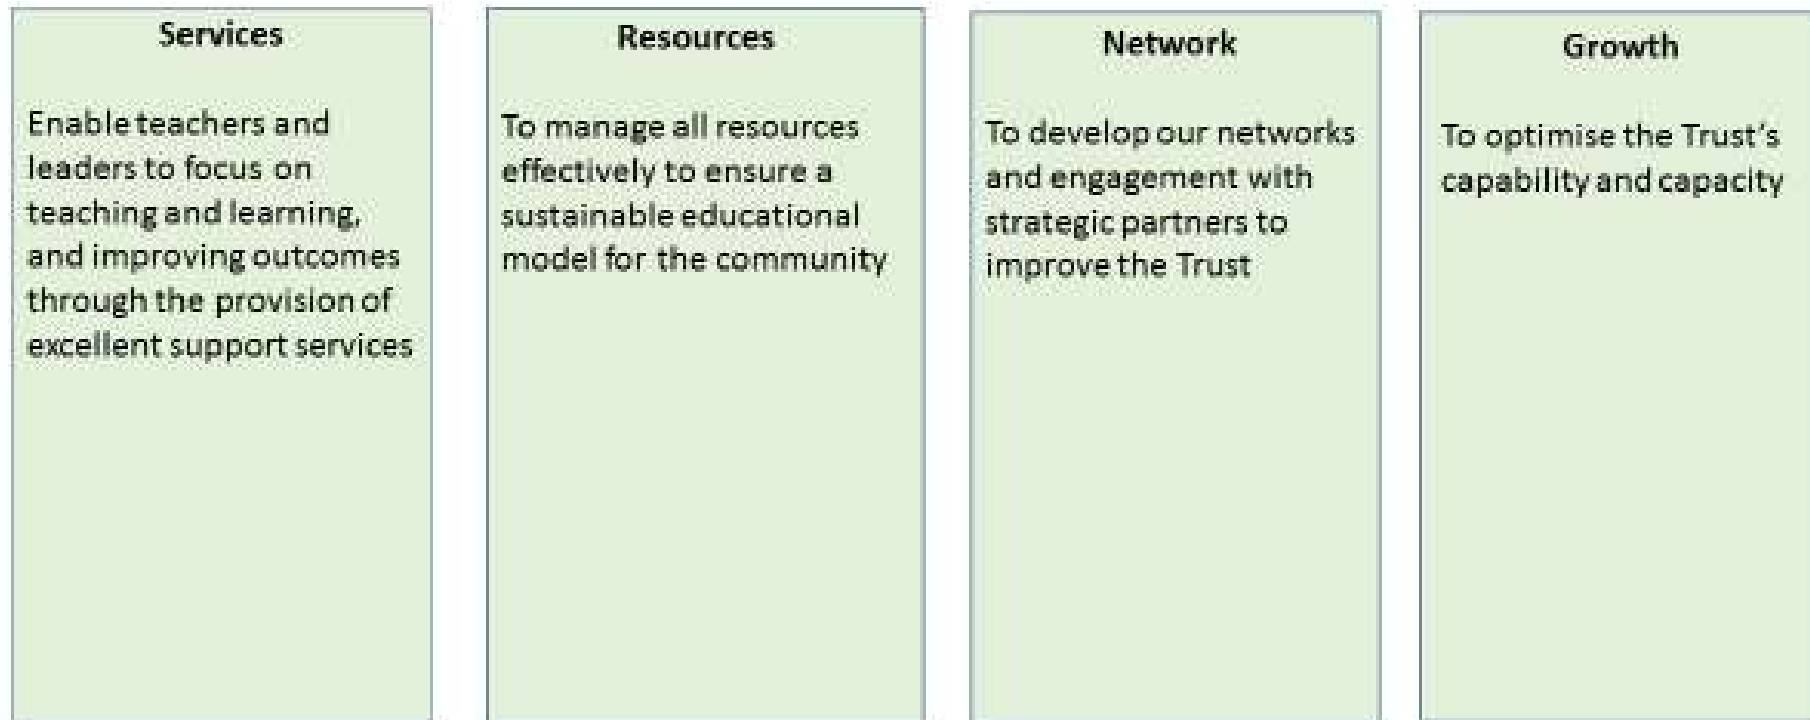 Services
Enable teachers and
leaders to focus on
teaching and learning,
and improving outcomes
through the provision of
excellent support services
Resources
To manage all resources
effectively to ensure a
sustainable educational
model for the community
Network
To develop our networks
and engagement with
strategic partners to
improve the Trust
Growth
To optimise the Trust's
capability and capacity